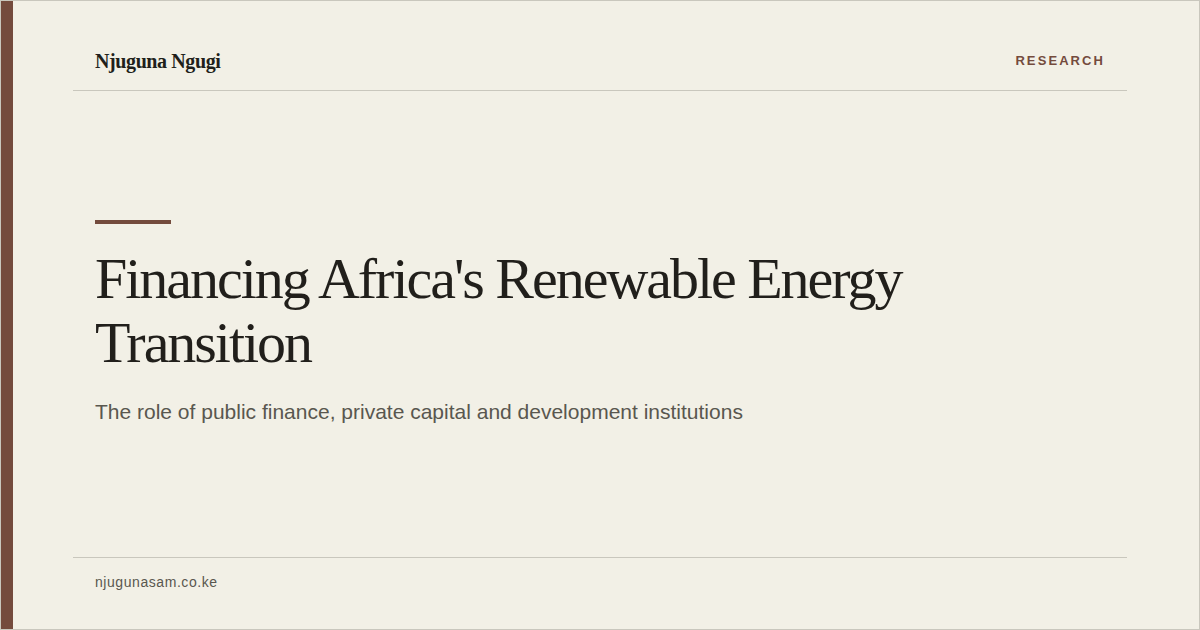 Njuguna Ngugi
RESEARCH
Financing Africa's Renewable Energy
Transition
The role of public finance, private capital and development institutions
njugunasam.co.ke